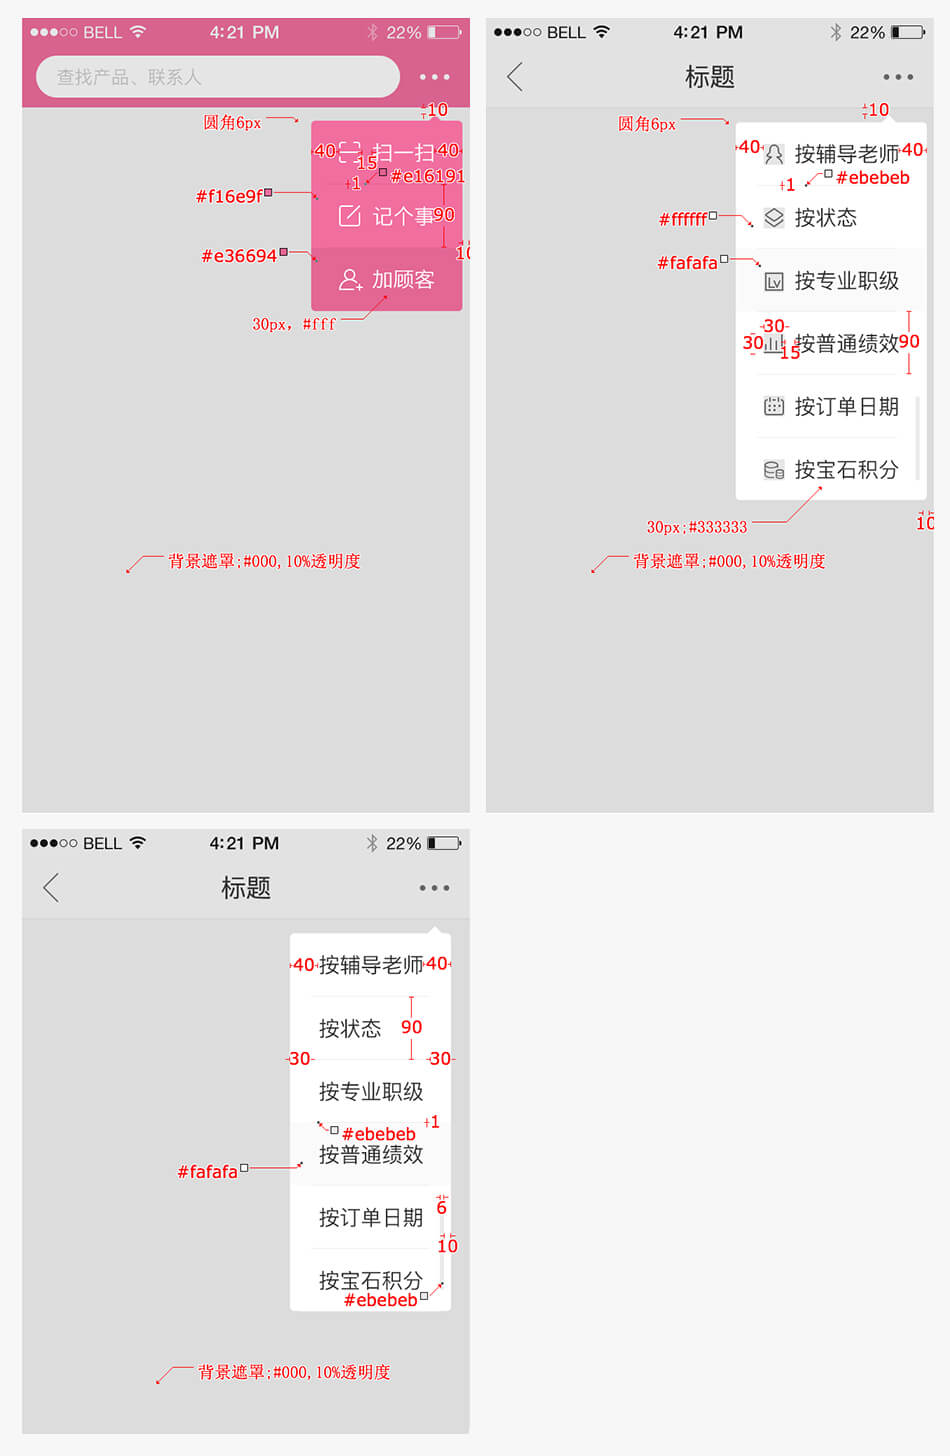 BELL 4:21 PM 22%
查找产品、联系人
10
圆角6px
40 扫一扫 40
15
1 #e16191
#f16e9f
记个事 90
#e36694
10
加顾客
30px, #fff
背景遮罩;#000,10%透明度
BELL 4:21 PM 22%
标题
10
圆角6px
40 按辅导老师 40
1 #ebebeb
#ffffff 按状态
#fafafa
Lv 按专业职级
30
30 按普通绩效 90
15
按订单日期
按宝石积分
10
30px;#333333
背景遮罩;#000,10%透明度
BELL 4:21 PM 22%
标题
40 按辅导老师 40
按状态 90
30 30
按专业职级
1
#ebebeb
按普通绩效
#fafafa
6
按订单日期
10
按宝石积分
#ebebeb
背景遮罩;#000,10%透明度